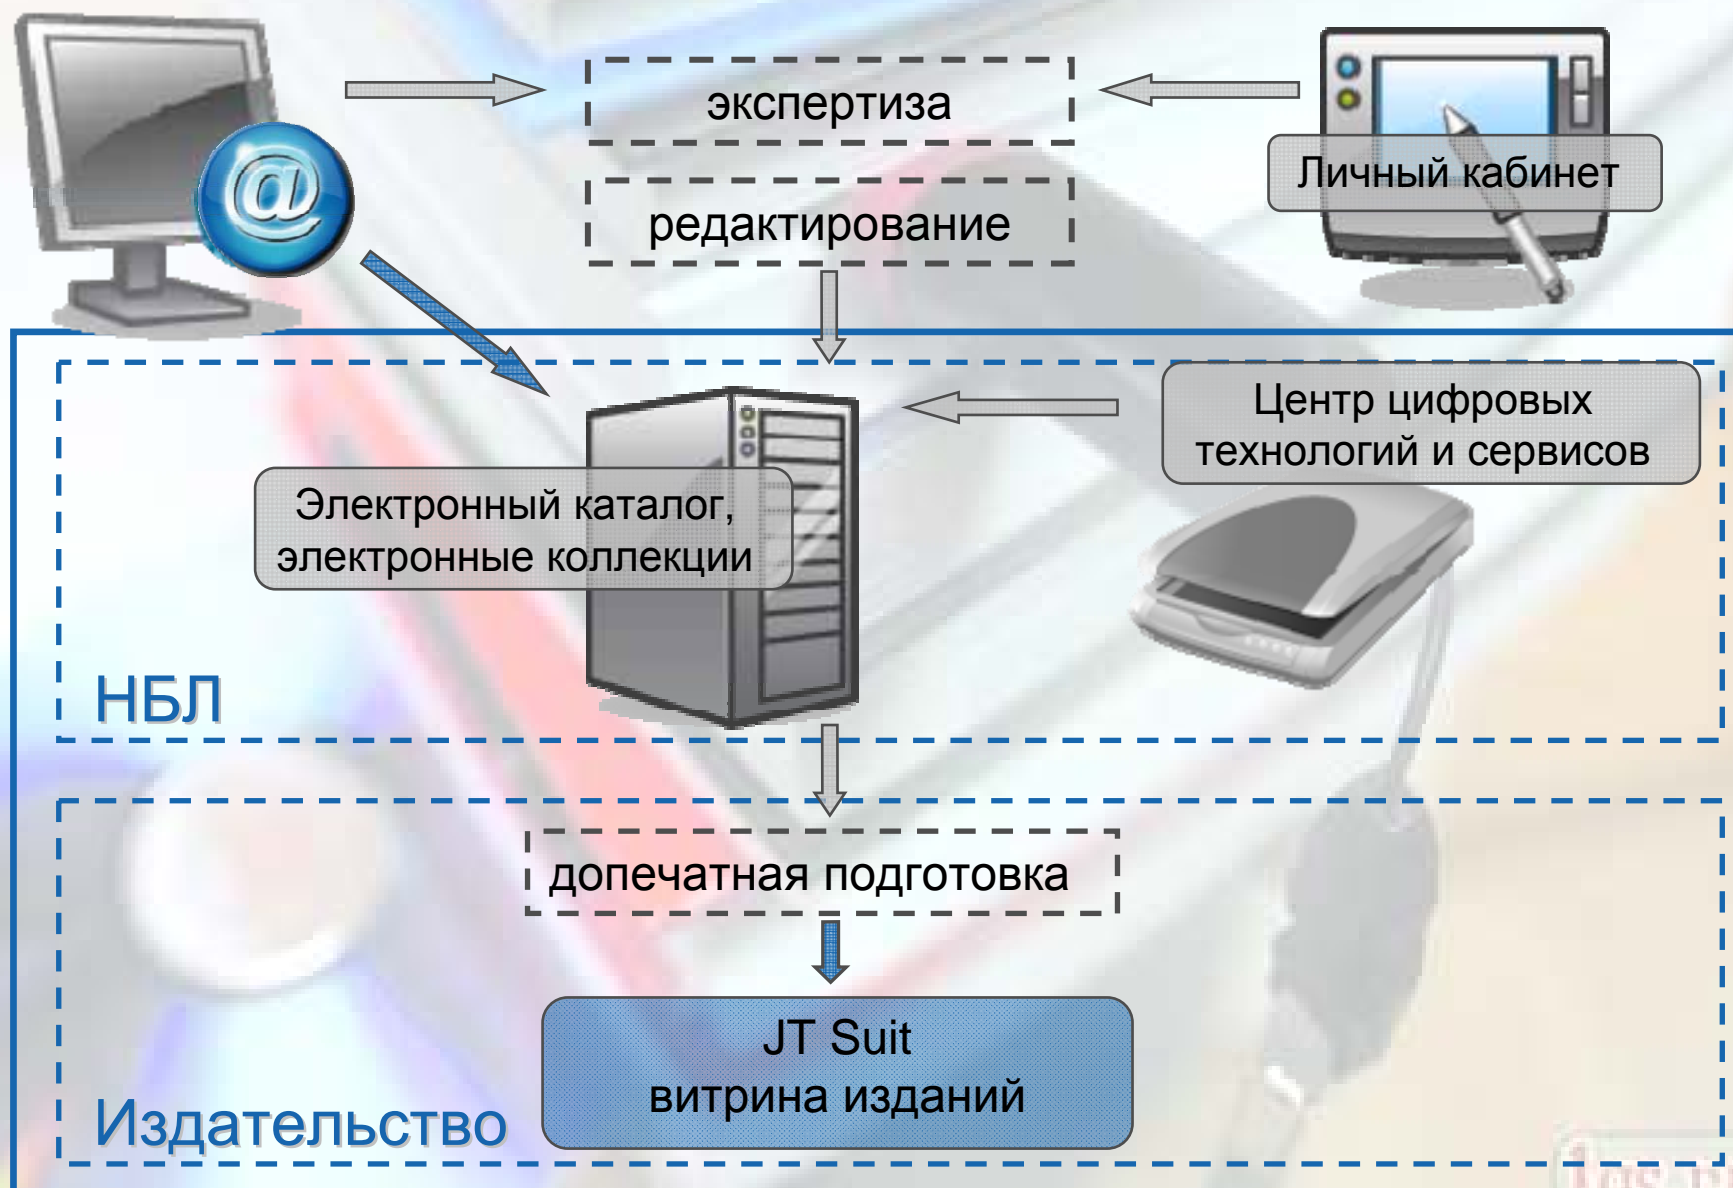 экспертиза
редактирование
Личный кабинет
@
Центр цифровых
технологий и сервисов
Электронный каталог,
электронные коллекции
НБЛ
допечатная подготовка
JT Suit
витрина изданий
Издательство